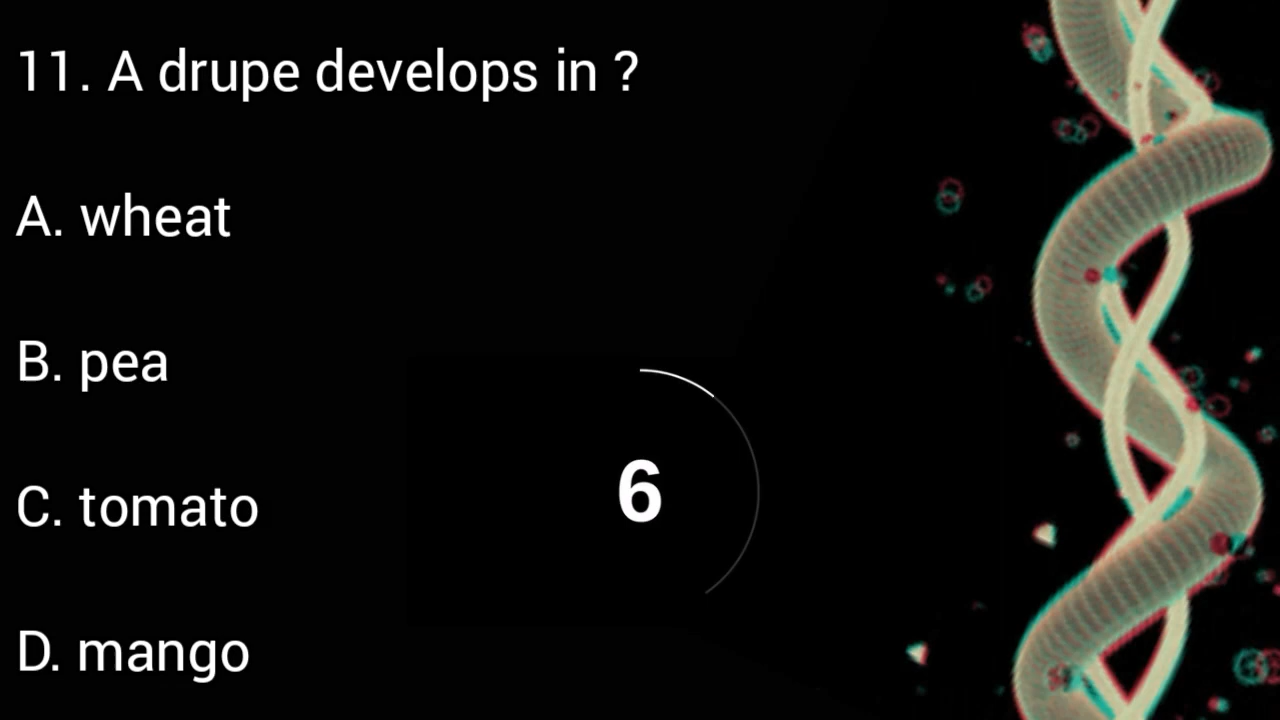 11. A drupe develops in ?
A. wheat
B. pea
6
C. tomato
D. mango